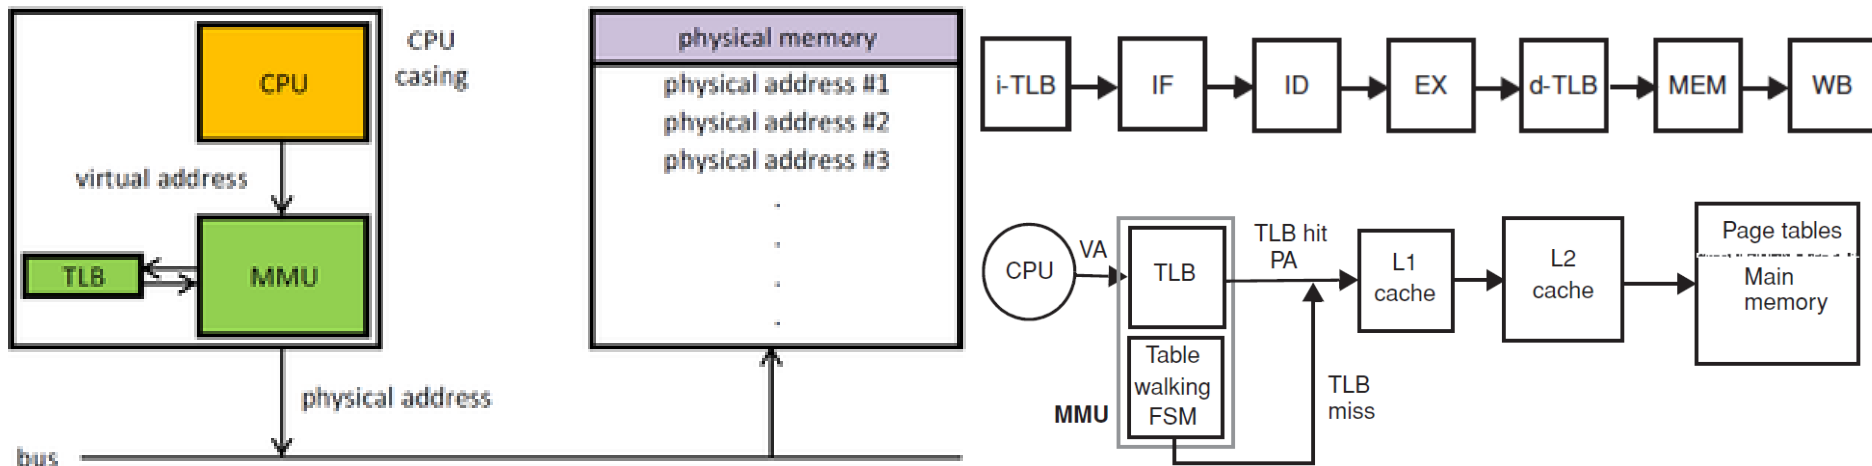 CPU
CPU
casing
virtual address
TLB
MMU
physical address
bus
physical memory
physical address #1
physical address #2
physical address #3
.
.
.
.
i-TLB
IF
ID
EX
d-TLB
MEM
WB
CPU
VA
TLB
Table
walking
FSM
MMU
TLB hit
PA
TLB
miss
L1
cache
L2
cache
Page tables
Main
memory